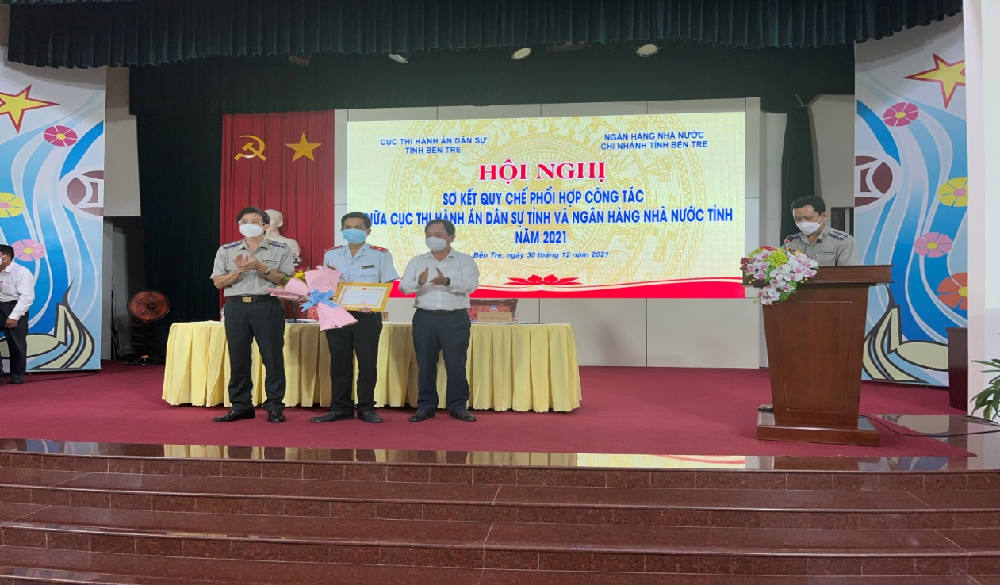 CỤC THI HÀNH ÁN DÂN SỰ
TỈNH BẾN TRE
NGÂN HÀNG NHÀ NƯỚC
CHI NHÁNH TỈNH BẾN TRE
HỘI NGHỊ
SƠ KẾT QUY CHẾ PHỐI HỢP CÔNG TÁC
GIỮA CỤC THI HÀNH ÁN DÂN SỰ TỈNH VÀ NGÂN HÀNG NHÀ NƯỚC TỈNH
NĂM 2021
Bến Tre, ngày 30 tháng 12 năm 2021